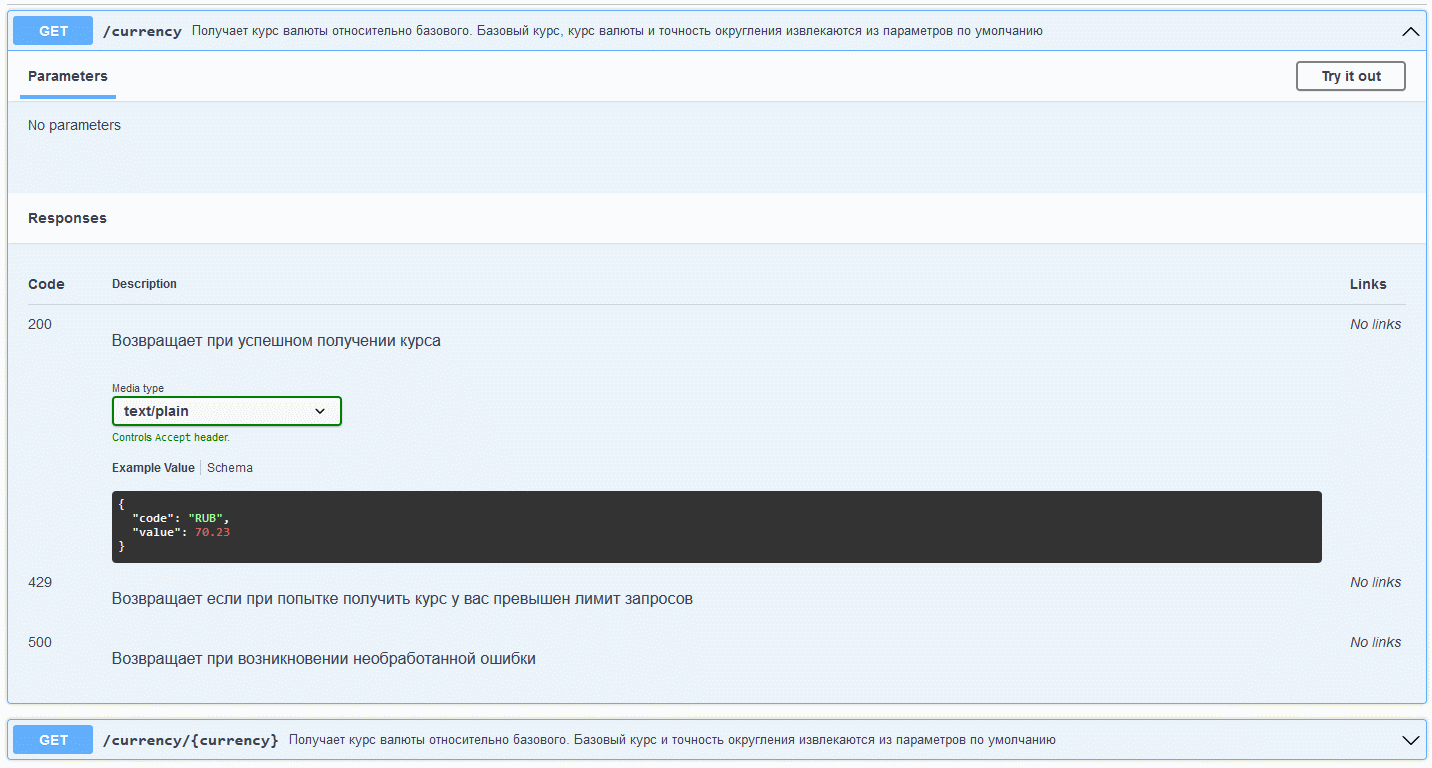 GET /currency Получает курс валюты относительно базового. Базовый курс, курс валюты и точность округления извлекаются из параметров по умолчанию
Parameters Try it out
No parameters
Responses
Code Description Links
200 No links
Возвращает при успешном получении курса
Media type
text/plain
Controls Accept header.
Example Value Schema
{
"code": "RUB",
"value": 70.23
}
429 No links
Возвращает если при попытке получить курс у вас превышен лимит запросов
500 No links
Возвращает при возникновении необработанной ошибки
GET /currency/{currency} Получает курс валюты относительно базового. Базовый курс и точность округления извлекаются из параметров по умолчанию